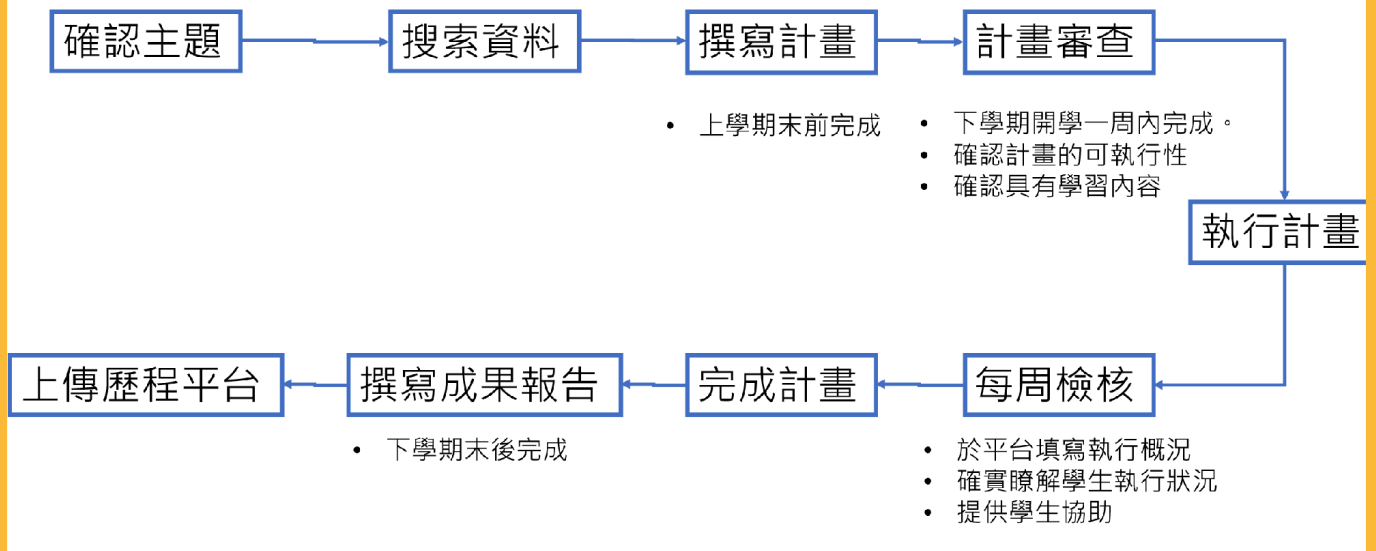 確認主題
搜索資料
撰寫計畫
計畫審查
• 上學期末前完成
• 下學期開學一周內完成。
• 確認計畫的可執行性
• 確認具有學習內容
執行計畫
上傳歷程平台
撰寫成果報告
完成計畫
每周檢核
• 下學期末後完成
• 於平台填寫執行概況
• 確實瞭解學生執行狀況
• 提供學生協助